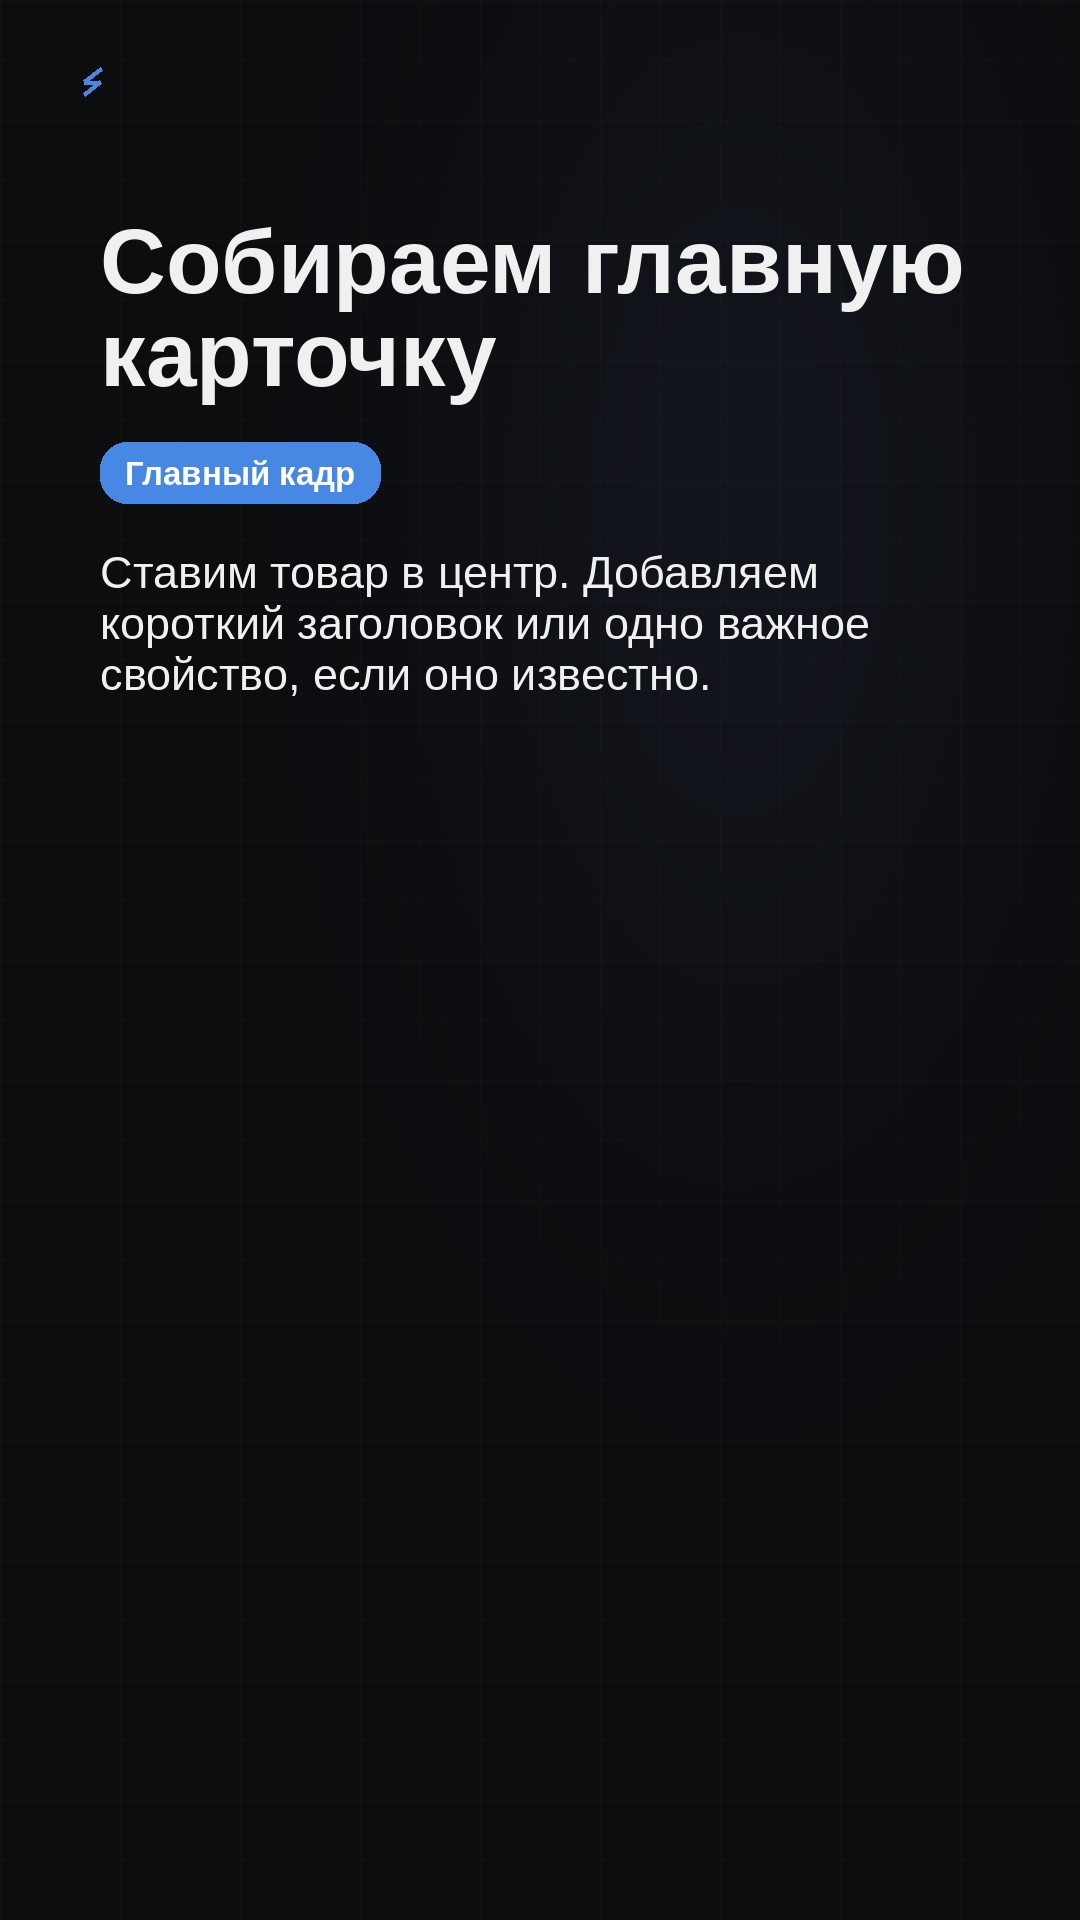 Собираем главную
карточку
Главный кадр
Ставим товар в центр. Добавляем
короткий заголовок или одно важное
свойство, если оно известно.